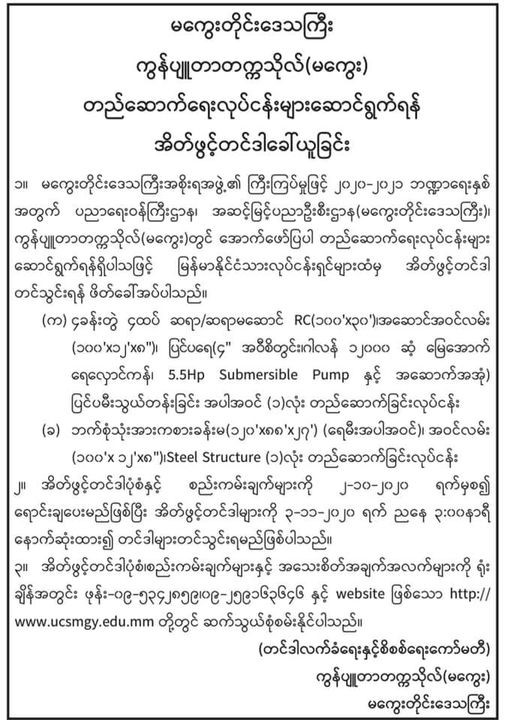 မကွေးတိုင်းဒေသကြီး
ကွန်ပျူတာတက္ကသိုလ်(မကွေး)
တည်ဆောက်ရေးလုပ်ငန်းများဆောင်ရွက်ရန်
အိတ်ဖွင့်တင်ဒါခေါ်ယူခြင်း
၁။ မကွေးတိုင်းဒေသကြီးအစိုးရအဖွဲ့၏ ကြီးကြပ်မှုဖြင့် ၂၀၂၀-၂၀၂၁ ဘဏ္ဍာရေးနှစ်
အတွက် ပညာရေးဝန်ကြီးဌာန၊ အဆင့်မြင့်ပညာဦးစီးဌာန(မကွေးတိုင်းဒေသကြီး)၊
ကွန်ပျူတာတက္ကသိုလ်(မကွေး)တွင် အောက်ဖော်ပြပါ တည်ဆောက်ရေးလုပ်ငန်းများ
ဆောင်ရွက်ရန်ရှိပါသဖြင့် မြန်မာနိုင်ငံသားလုပ်ငန်းရှင်များထံမှ အိတ်ဖွင့်တင်ဒါ
တင်သွင်းရန် ဖိတ်ခေါ်အပ်ပါသည်။
(က) ၄ခန်းတွဲ ၄ထပ် ဆရာ/ဆရာမဆောင် RC(၁၀၀'x၃၀')၊အဆောင်အဝင်လမ်း
(၁၀၀'x၁၂'x၈")၊ ပြင်ပရေ(၄" အဝီစိတွင်း၊ဂါလန် ၁၂၀၀၀ ဆံ့ မြေအောက်
ရေလှောင်ကန်၊ 5.5Hp Submersible Pump နှင့် အဆောက်အအုံ)
ပြင်ပမီးသွယ်တန်းခြင်း အပါအဝင် (၁)လုံး တည်ဆောက်ခြင်းလုပ်ငန်း
(ခ) ဘက်စုံသုံးအားကစားခန်းမ(၁၂၀'x၈၈'x၂၇') (ရေမီးအပါအဝင်)၊ အဝင်လမ်း
(၁၀၀'x ၁၂'x၈")၊Steel Structure (၁)လုံး တည်ဆောက်ခြင်းလုပ်ငန်း
၂။ အိတ်ဖွင့်တင်ဒါပုံစံနှင့် စည်းကမ်းချက်များကို ၂-၁၀-၂၀၂၀ ရက်မှစ၍
ရောင်းချပေးမည်ဖြစ်ပြီး အိတ်ဖွင့်တင်ဒါများကို ၃-၁၁-၂၀၂၀ ရက် ညနေ ၃:၀၀နာရီ
နောက်ဆုံးထား၍ တင်ဒါများတင်သွင်းရမည်ဖြစ်ပါသည်။
၃။ အိတ်ဖွင့်တင်ဒါပုံစံ၊စည်းကမ်းချက်များနှင့် အသေးစိတ်အချက်အလက်များကို ရုံး
ချိန်အတွင်း ဖုန်း-၀၉-၅၃၄၂၈၅၉၊၀၉-၂၅၉၁၆၃၆၄၆ နှင့် website ဖြစ်သော http://
www.ucsmgy.edu.mm တို့တွင် ဆက်သွယ်စုံစမ်းနိုင်ပါသည်။
(တင်ဒါလက်ခံရေးနှင့်စိစစ်ရေးကော်မတီ)
ကွန်ပျူတာတက္ကသိုလ်(မကွေး)
မကွေးတိုင်းဒေသကြီး